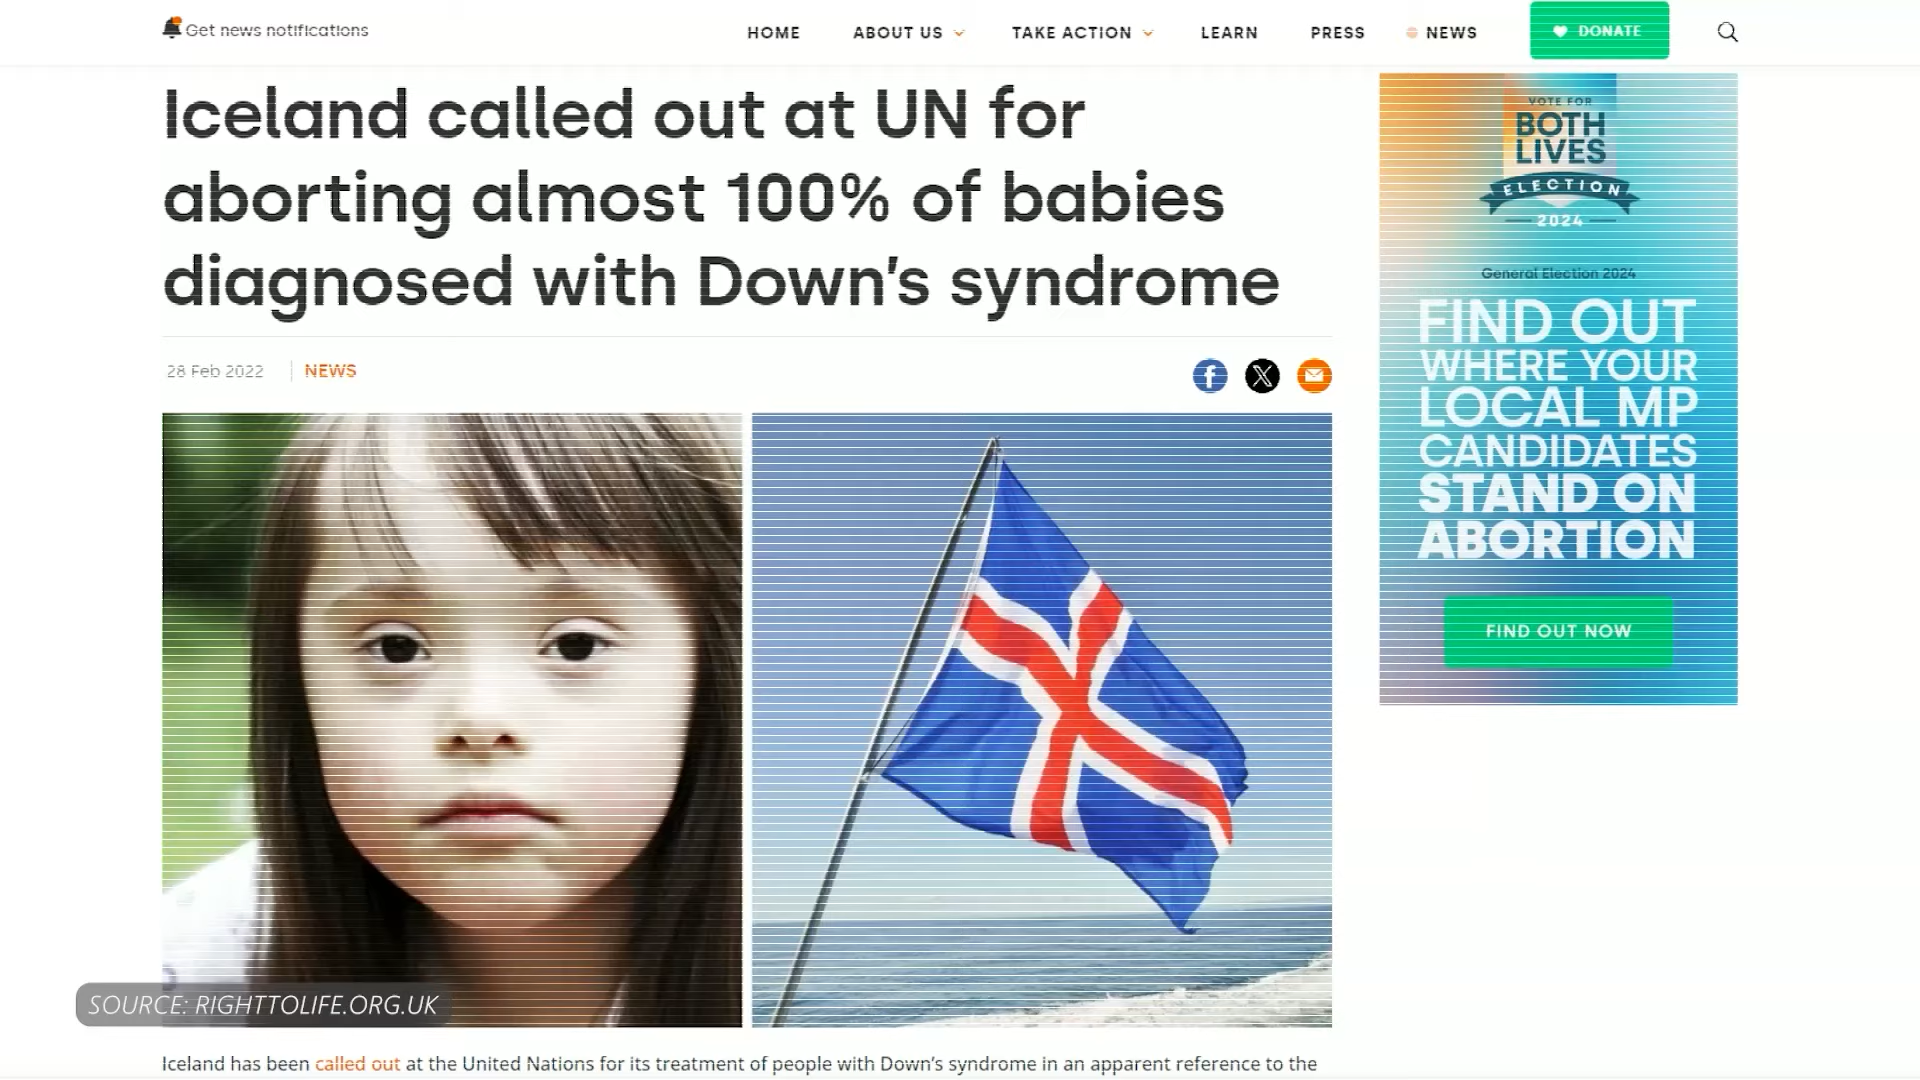 Get news notifications
HOME
ABOUT US
TAKE ACTION
LEARN
PRESS
NEWS
DONATE
Iceland called out at UN for
aborting almost 100% of babies
diagnosed with Down's syndrome
28 Feb 2022
NEWS
VOTE FOR
BOTH
LIVES
ELECTION
2024
General Election 2024
FIND OUT
WHERE YOUR
LOCAL MP
CANDIDATES
STAND ON
ABORTION
FIND OUT NOW
SOURCE: RIGHTTOLIFE.ORG.UK
Iceland has been called out at the United Nations for its treatment of people with Down's syndrome in an apparent reference to the